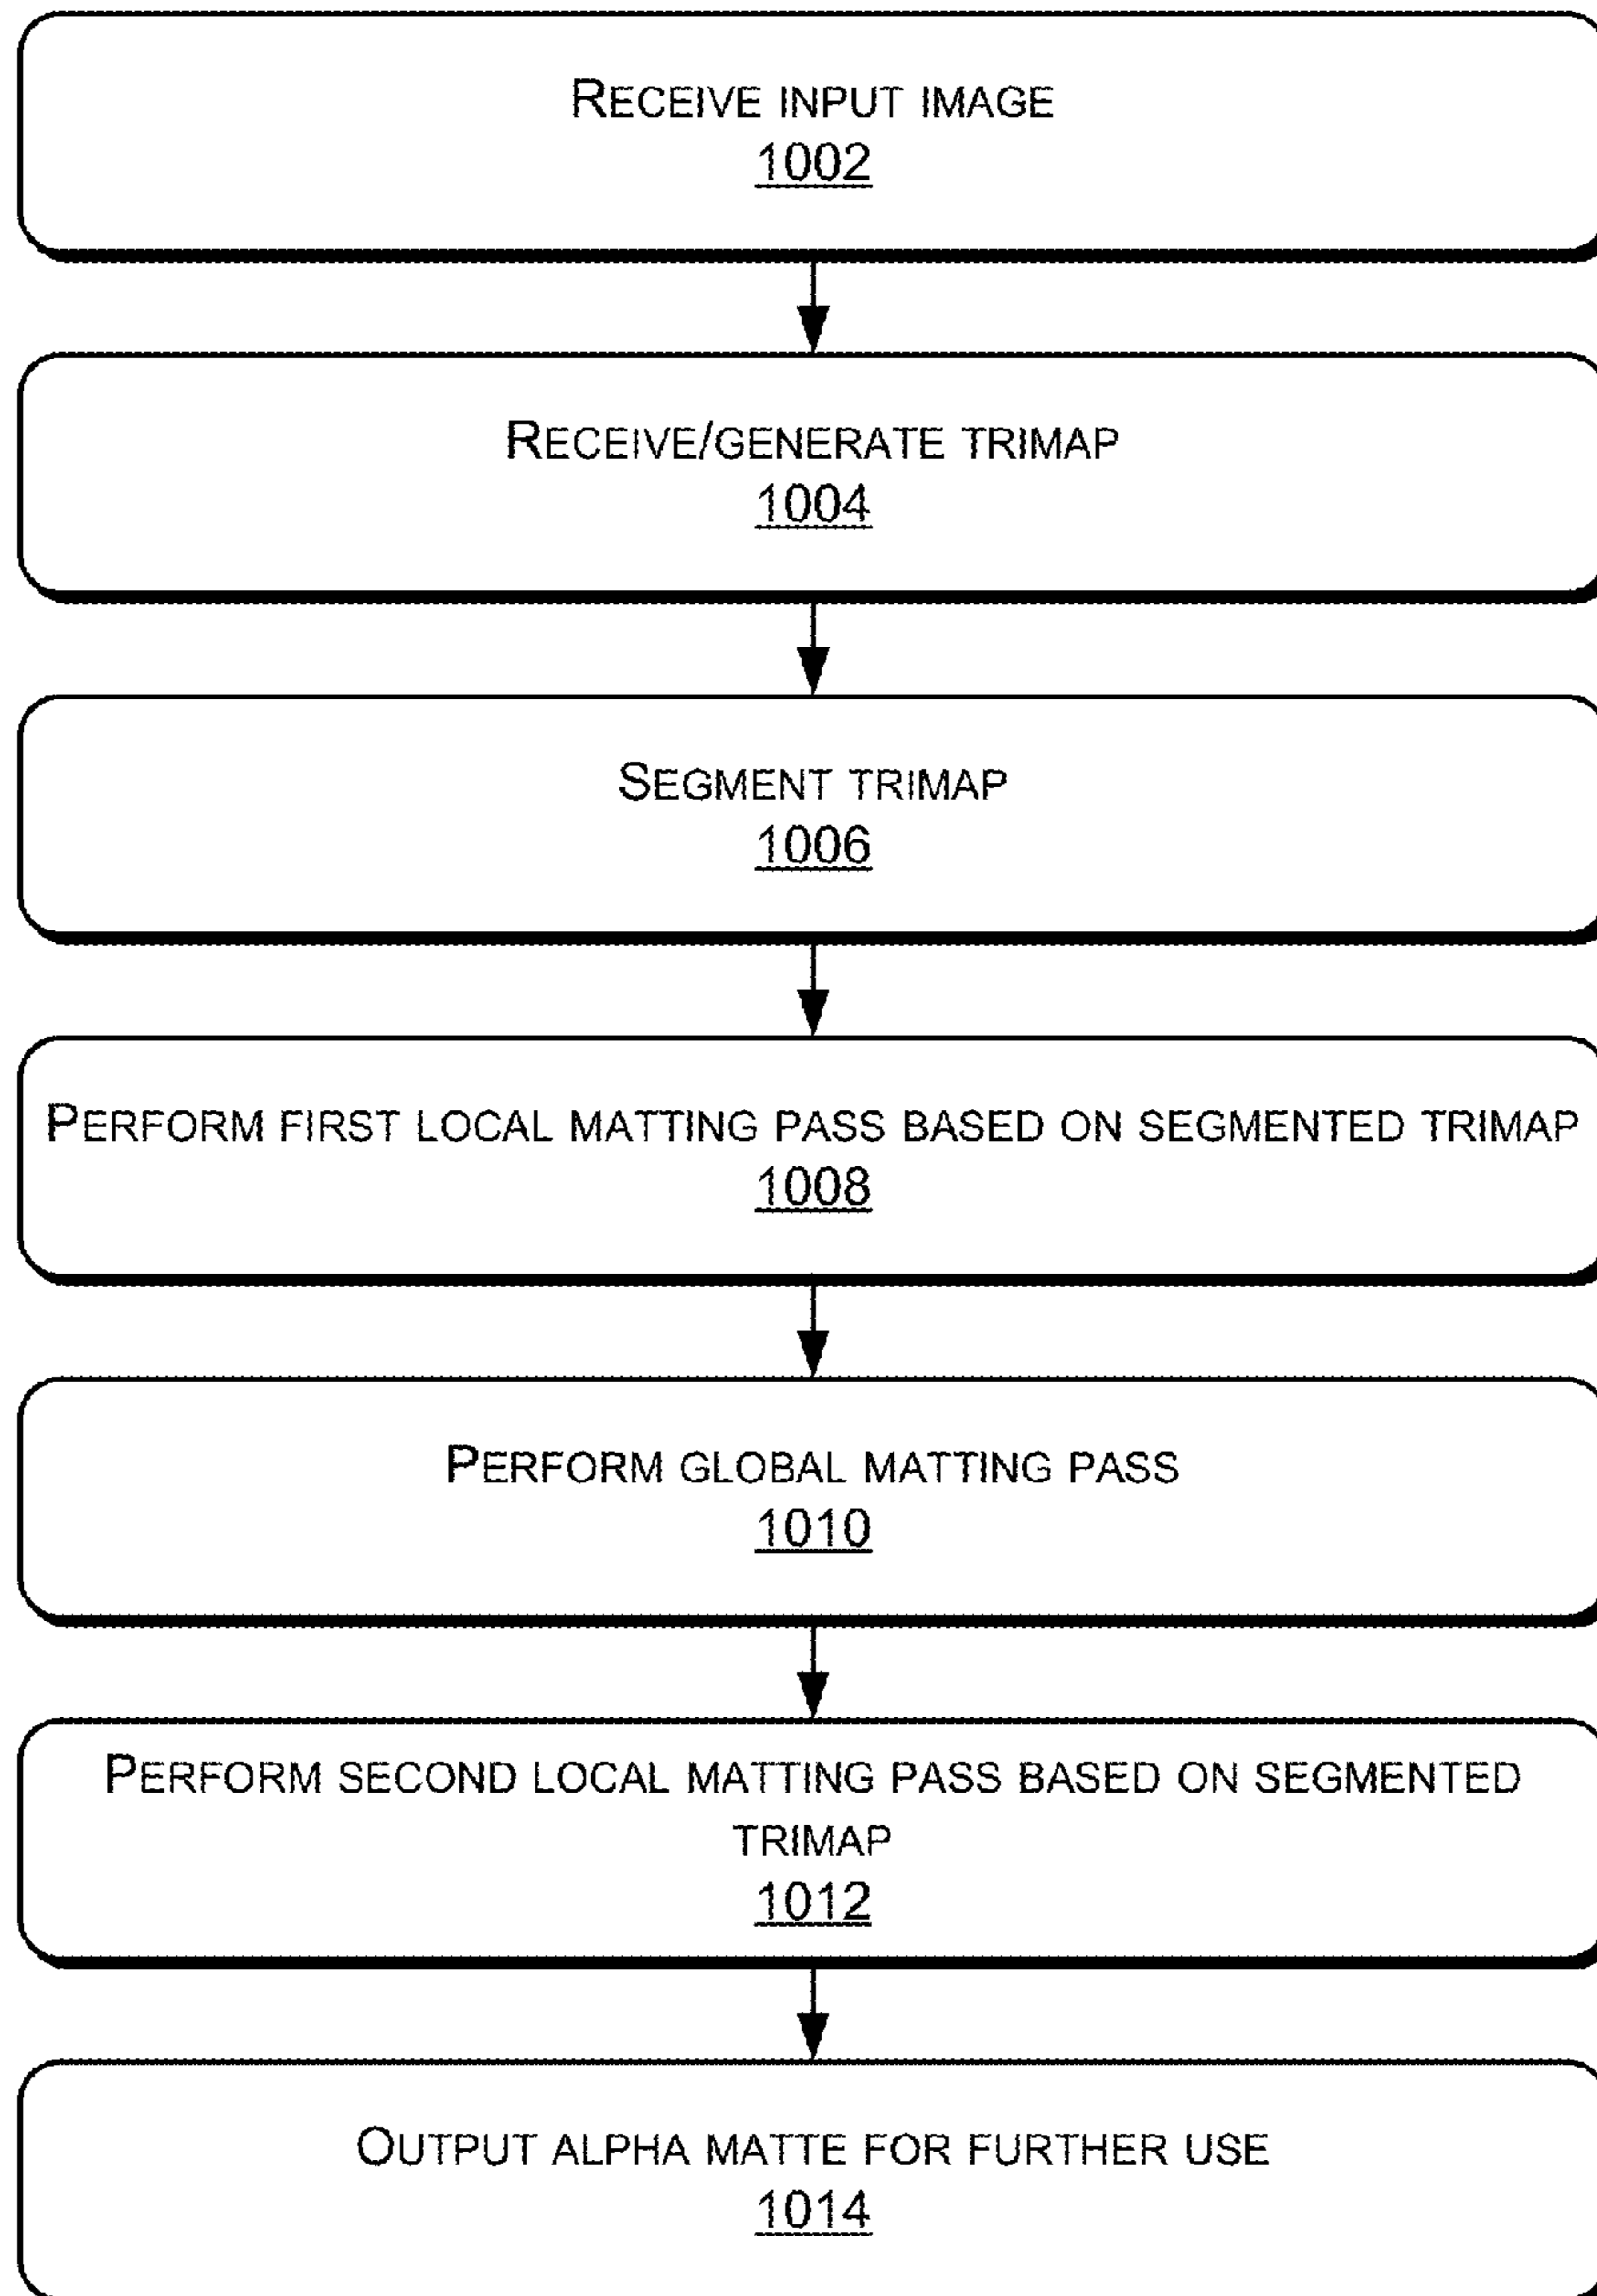 RECEIVE INPUT IMAGE
1002
RECEIVE/GENERATE TRIMAP
1004
SEGMENT TRIMAP
1006
PERFORM FIRST LOCAL MATTING PASS BASED ON SEGMENTED TRIMAP
1008
PERFORM GLOBAL MATTING PASS
1010
PERFORM SECOND LOCAL MATTING PASS BASED ON SEGMENTED
TRIMAP
1012
OUTPUT ALPHA MATTE FOR FURTHER USE
1014